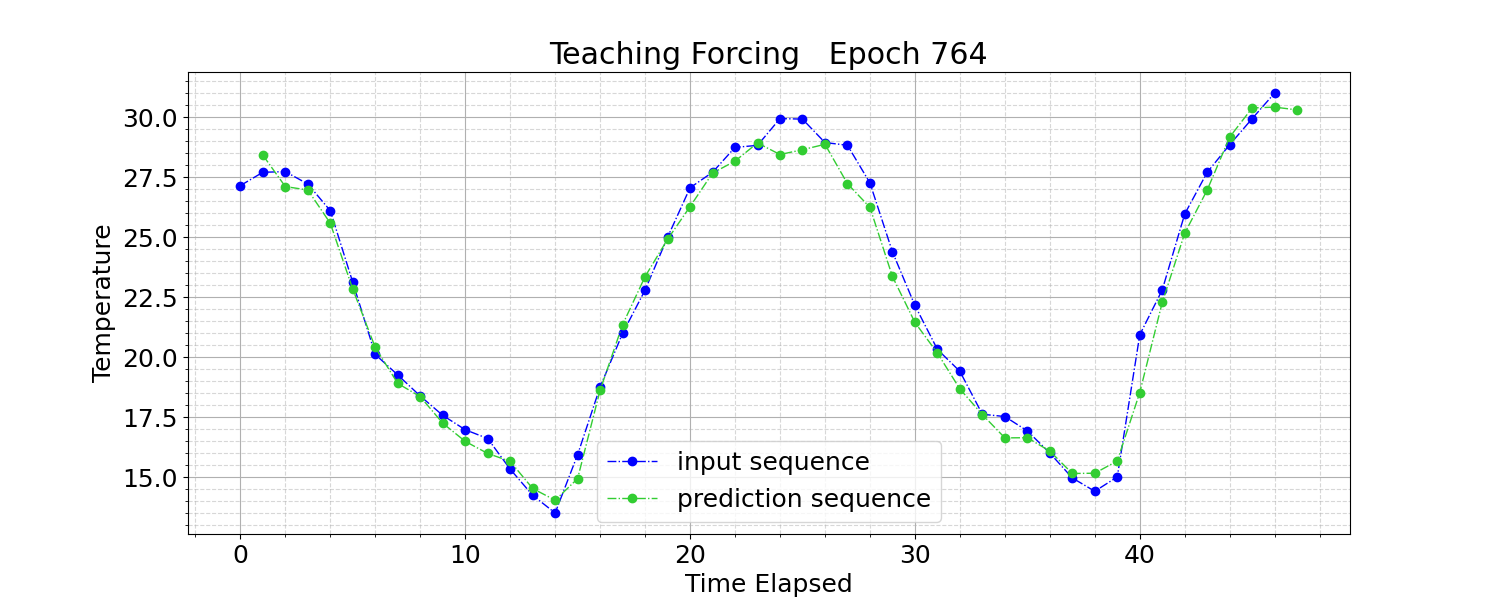 Teaching Forcing   Epoch 764
30.0
27.5
25.0
22.5
20.0
17.5
15.0
Temperature
input sequence
prediction sequence
0 10 20 30 40
Time Elapsed